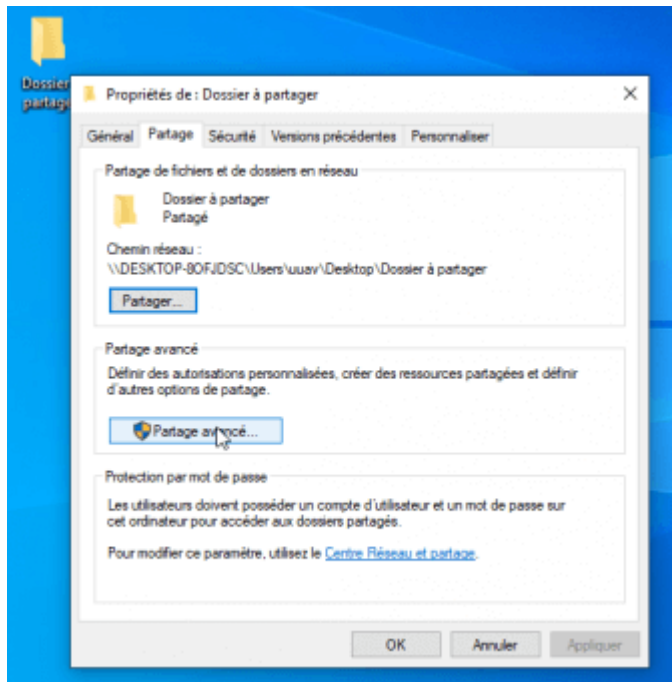 Dossier
partag
Propriétés de : Dossier à partager
Général Partage Sécurité Versions précédentes Personnaliser
Partage de fichiers et de dossiers en réseau
Dossier à partager
Partagé
Chemin réseau :
\\DESKTOP-8OFJDSC\Users\uuav\Desktop\Dossier à partager
Partager...
Partage avancé
Définir des autorisations personnalisées, créer des ressources partagées et définir
d'autres options de partage.
Partage avancé...
Protection par mot de passe
Les utilisateurs doivent posséder un compte d'utilisateur et un mot de passe sur
cet ordinateur pour accéder aux dossiers partagés.
Pour modifier ce paramètre, utilisez le Centre Réseau et partage.
OK Annuler Appliquer